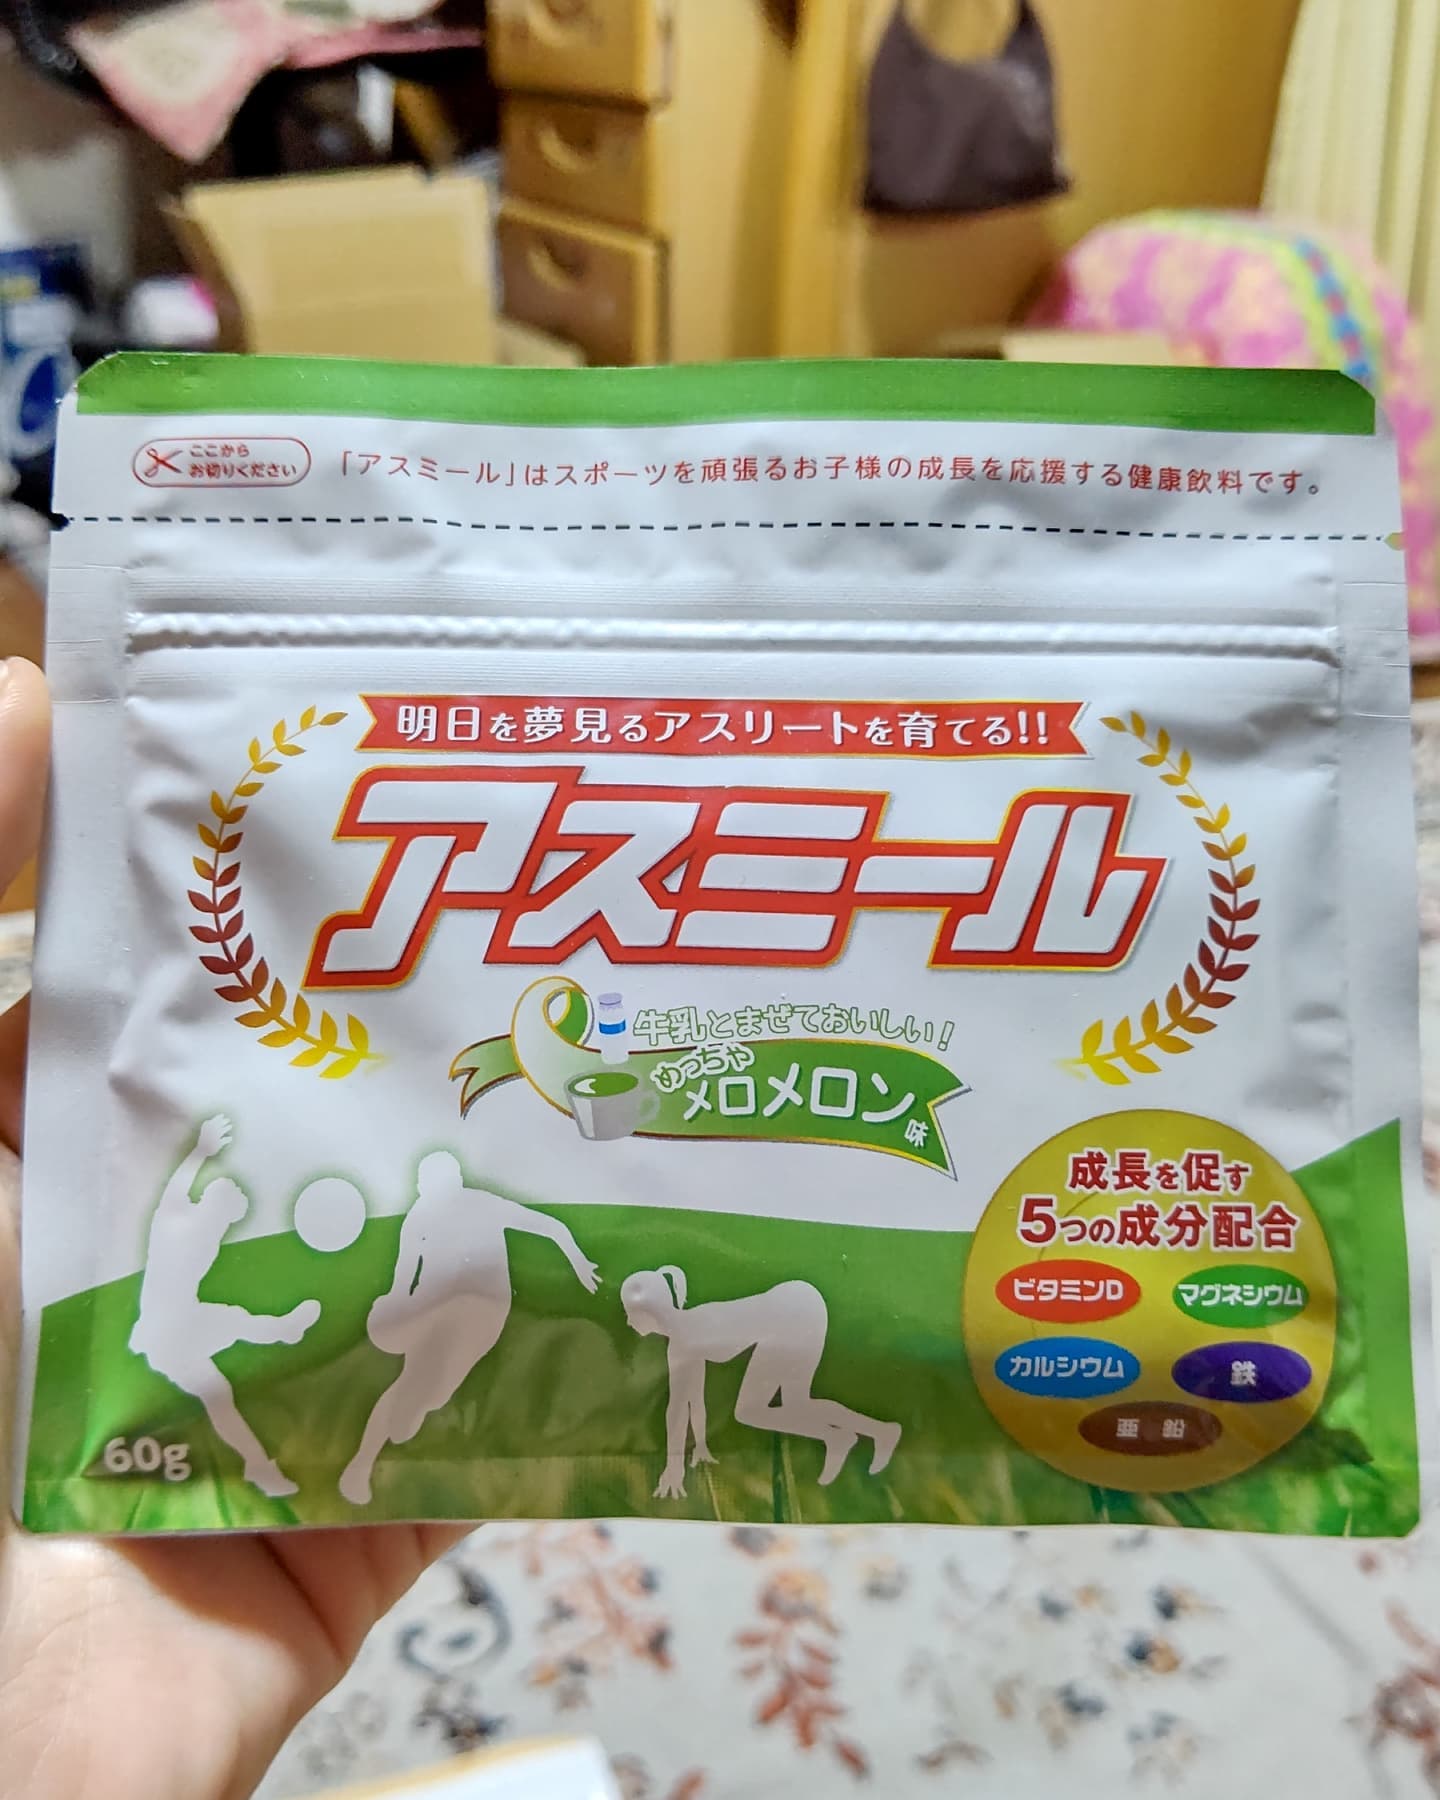 ここから
お切りください
「アスミール」はスポーツを頑張るお子様の成長を応援する健康飲料です。
明日を夢見るアスリートを育てる!!
アスミール
牛乳とまぜておいしい!
めっちゃ
メロメロン味
成長を促す
5つの成分配合
ビタミンD
マグネシウム
カルシウム
鉄
亜鉛
60g